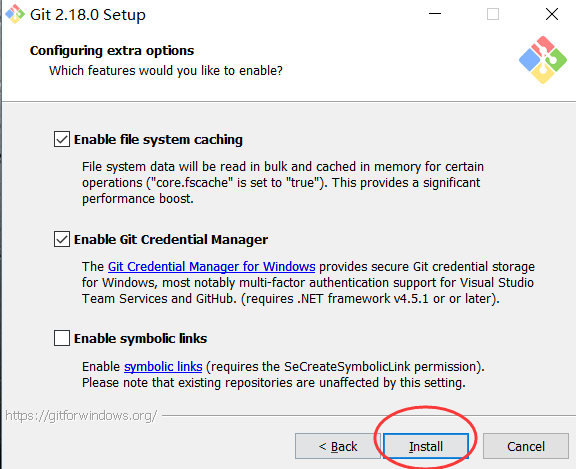 Git 2.18.0 Setup
Configuring extra options
Which features would you like to enable?
Enable file system caching
File system data will be read in bulk and cached in memory for certain
operations ("core.fscache" is set to "true"). This provides a significant
performance boost.
Enable Git Credential Manager
The Git Credential Manager for Windows provides secure Git credential storage
for Windows, most notably multi-factor authentication support for Visual Studio
Team Services and GitHub. (requires .NET framework v4.5.1 or or later).
Enable symbolic links
Enable symbolic links (requires the SeCreateSymbolicLink permission).
Please note that existing repositories are unaffected by this setting.
https://gitforwindows.org/
< Back Install Cancel